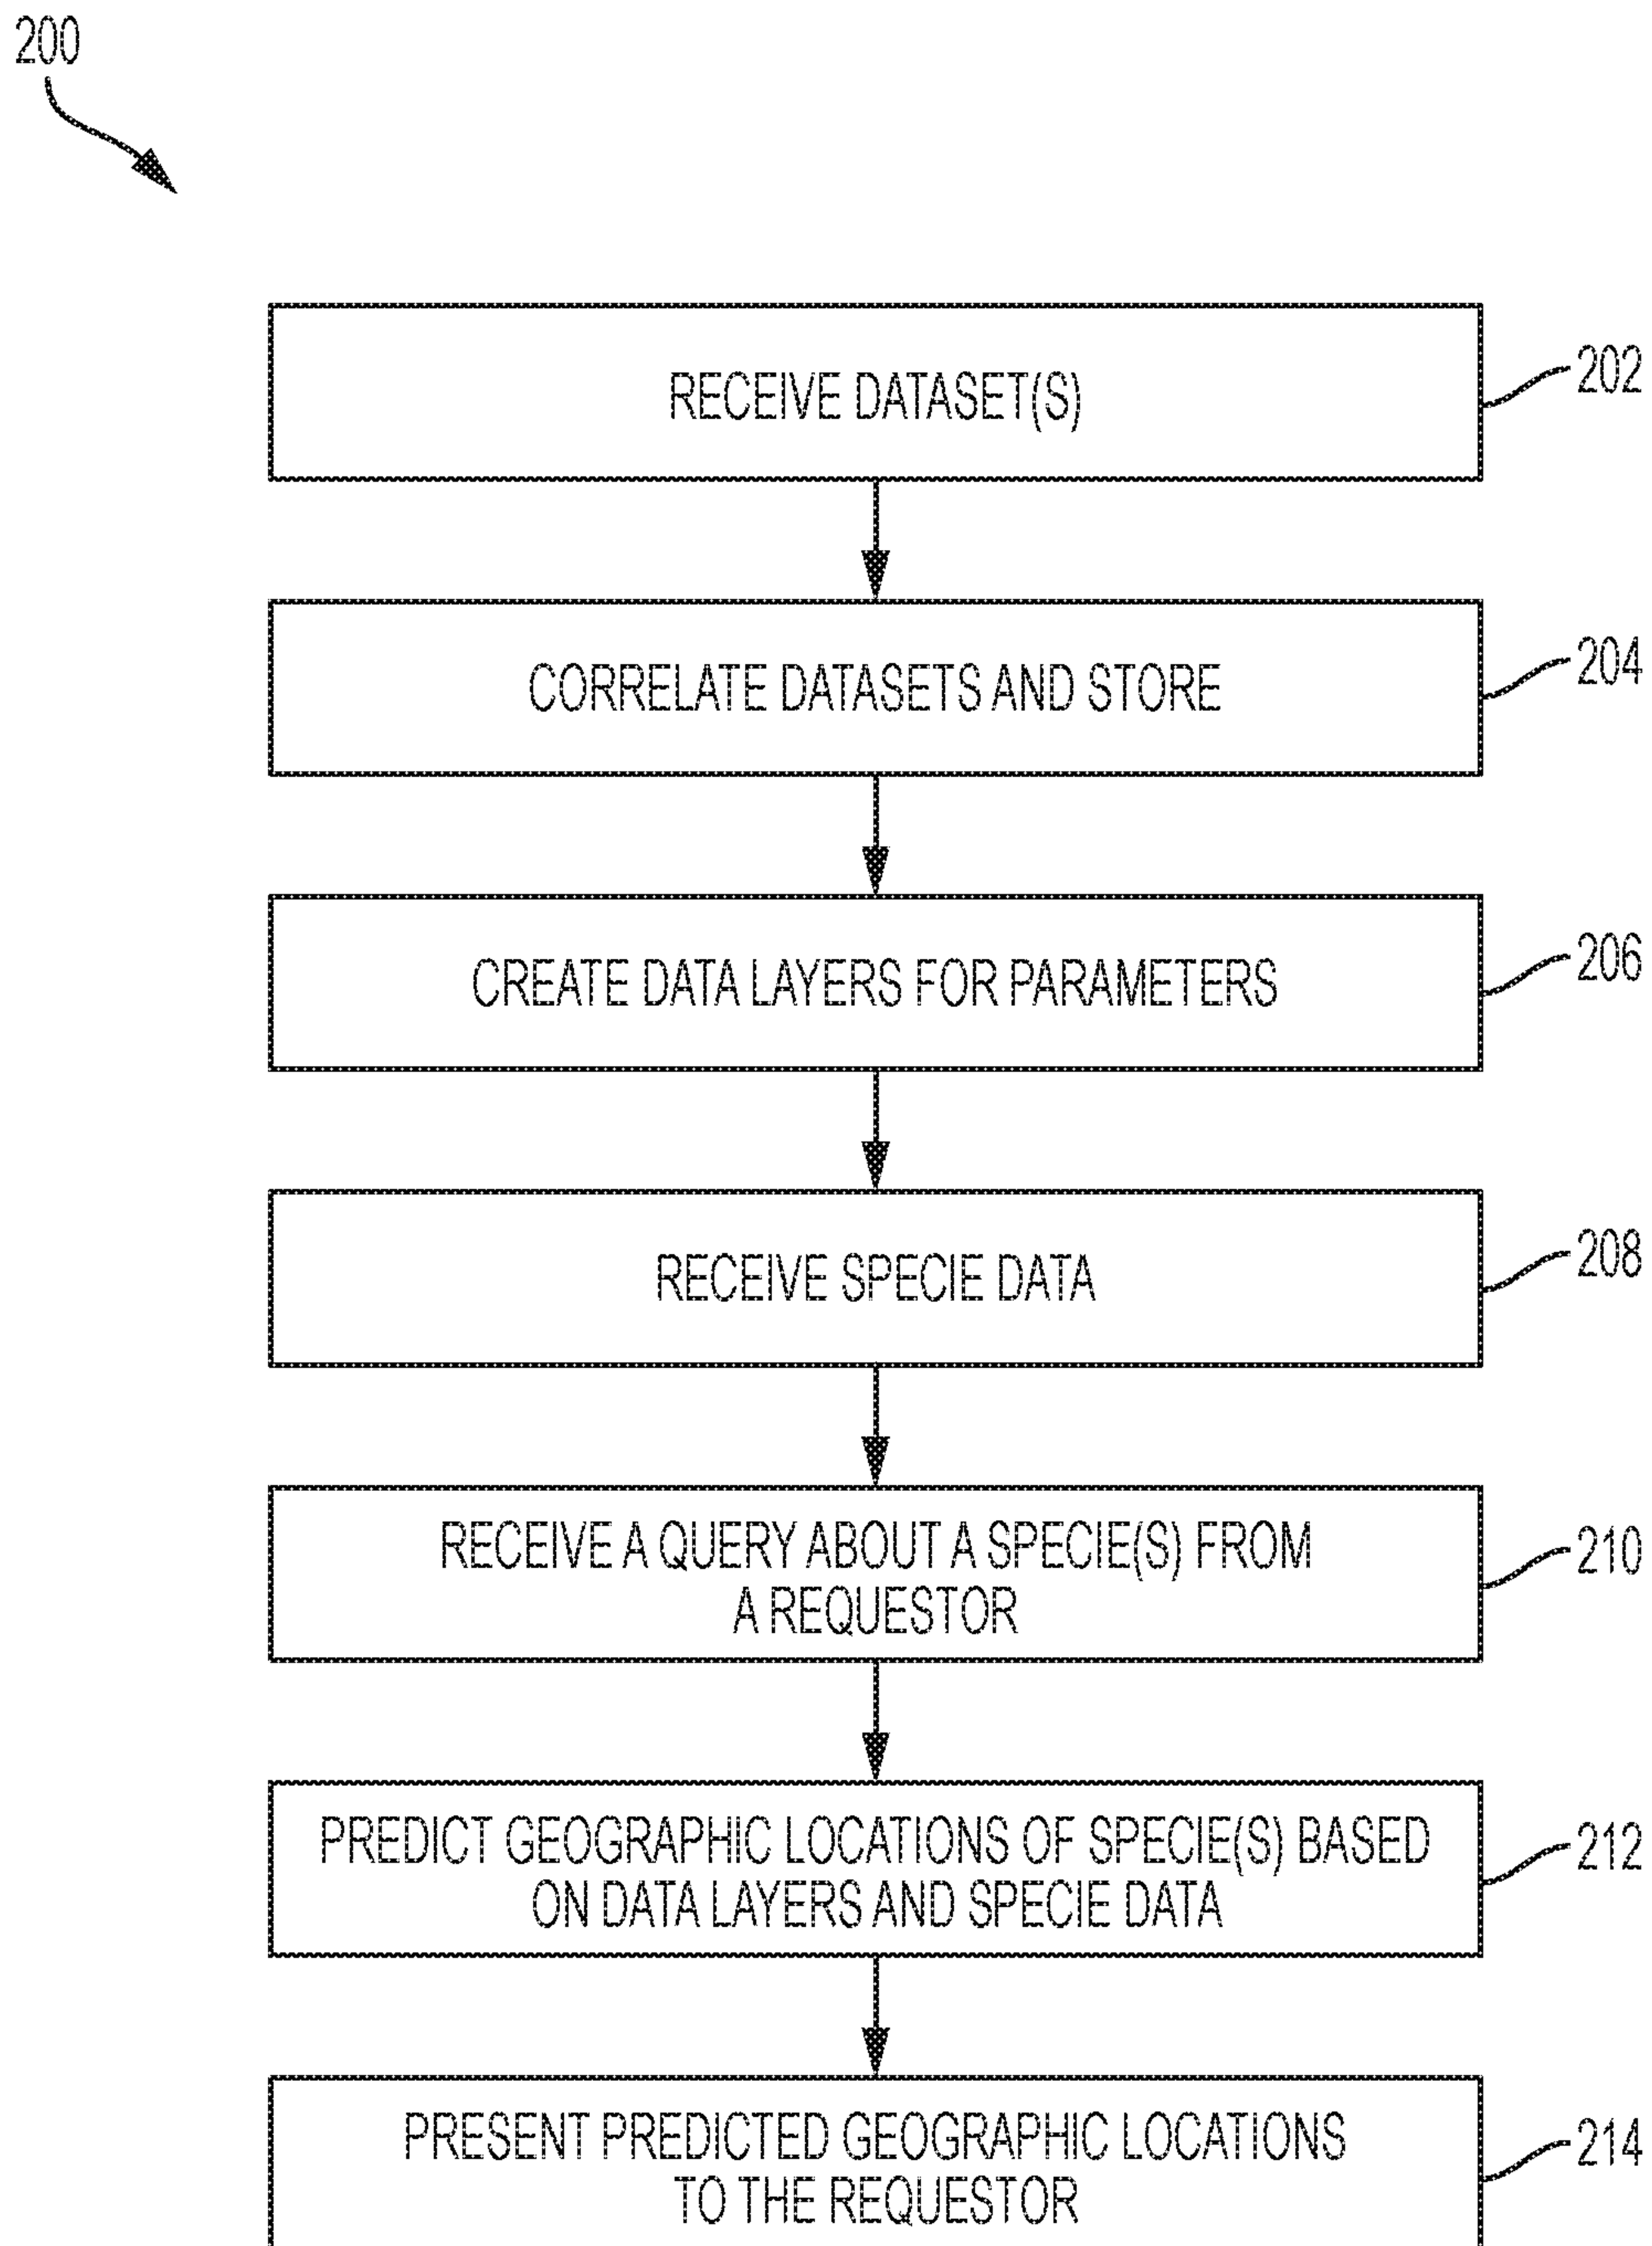 200
RECEIVE DATASET(S)
202
CORRELATE DATASETS AND STORE
204
CREATE DATA LAYERS FOR PARAMETERS
206
RECEIVE SPECIE DATA
208
RECEIVE A QUERY ABOUT A SPECIE(S) FROM
A REQUESTOR
210
PREDICT GEOGRAPHIC LOCATIONS OF SPECIE(S) BASED
ON DATA LAYERS AND SPECIE DATA
212
PRESENT PREDICTED GEOGRAPHIC LOCATIONS
TO THE REQUESTOR
214